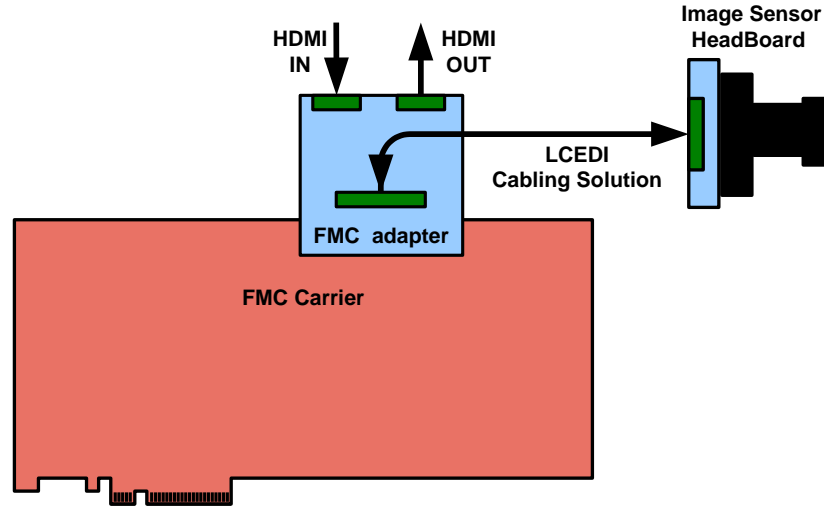 Image Sensor
HeadBoard
HDMI
IN
HDMI
OUT
LCEDI
Cabling Solution
FMC adapter
FMC Carrier